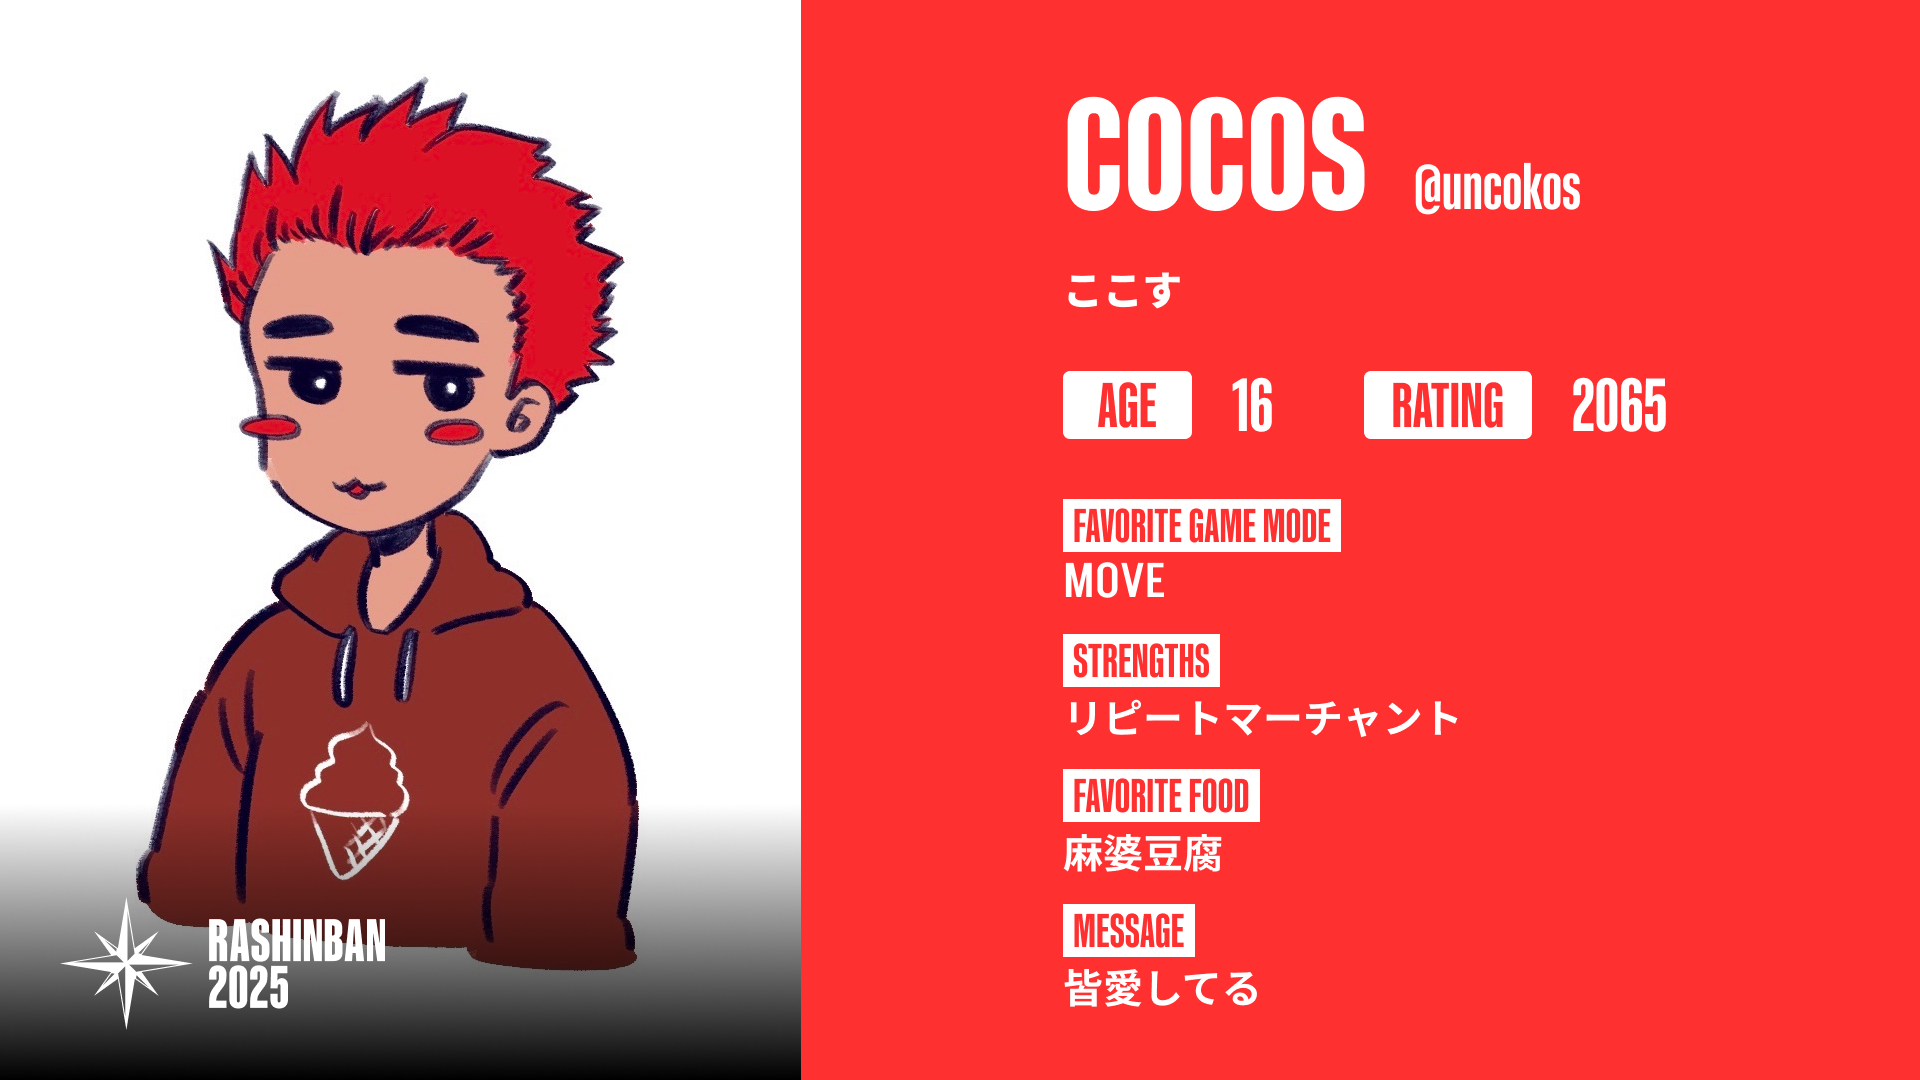 COCOS @uncokos
ここす
AGE 16 RATING 2065
FAVORITE GAME MODE
MOVE
STRENGTHS
リピートマーチャント
FAVORITE FOOD
麻婆豆腐
MESSAGE
皆愛してる
RASHINBAN
2025